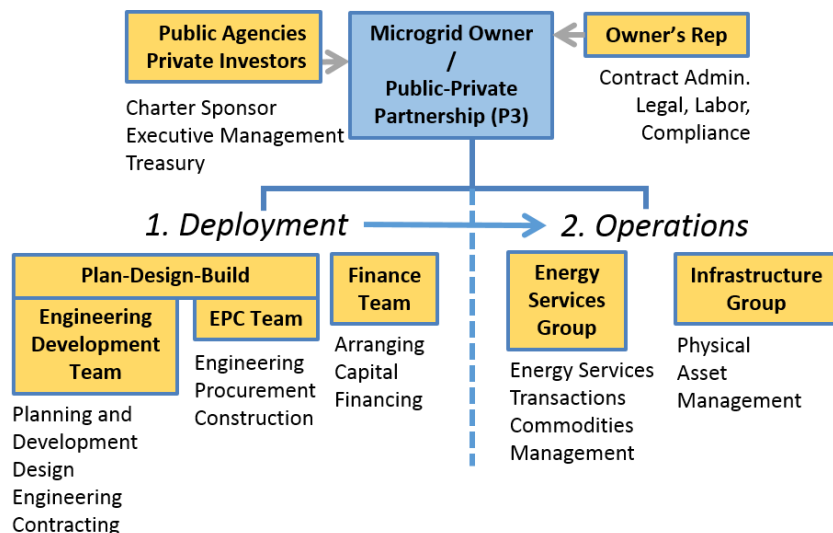 Public Agencies
Private Investors
Charter Sponsor
Executive Management
Treasury
Microgrid Owner
/
Public-Private
Partnership (P3)
Owner's Rep
Contract Admin.
Legal, Labor,
Compliance
1. Deployment
2. Operations
Plan-Design-Build
Engineering
Development
Team
Planning and
Development
Design
Engineering
Contracting
EPC Team
Engineering
Procurement
Construction
Finance
Team
Arranging
Capital
Financing
Energy
Services
Group
Energy Services
Transactions
Commodities
Management
Infrastructure
Group
Physical
Asset
Management